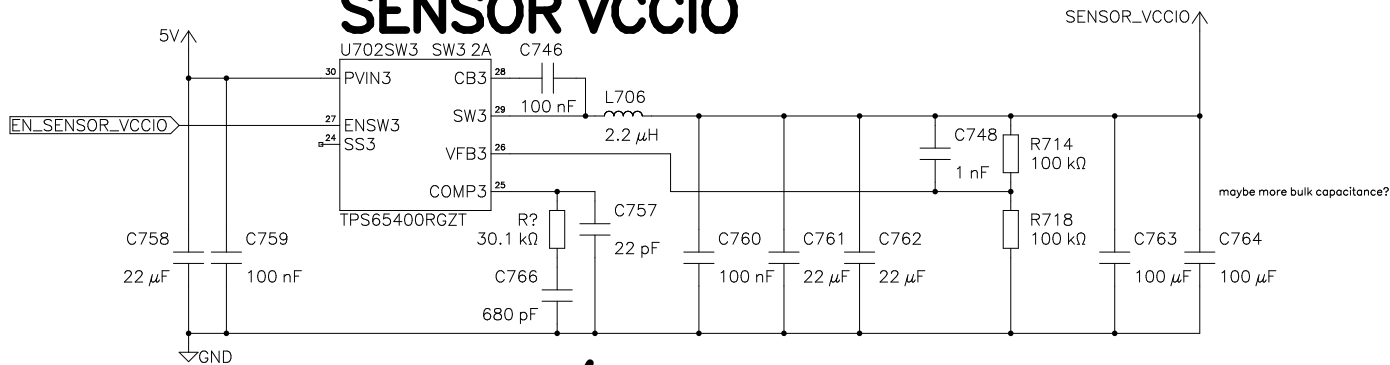 SENSOR VCCIO
SENSOR_VCCIO
5V
U702SW3 SW3 2A
C746
30 PVIN3
CB3 28
100 nF
L706
EN_SENSOR_VCCIO
27 ENSW3
SW3 29
2.2 μH
24 SS3
C748
R714
100 kΩ
VFB3 26
1 nF
COMP3 25
maybe more bulk capacitance?
TPS65400RGZT
R?
30.1 kΩ
C757
22 pF
R718
100 kΩ
C758
22 μF
C759
100 nF
C760
100 nF
C761
22 μF
C762
22 μF
C763
100 μF
C764
100 μF
C766
680 pF
GND